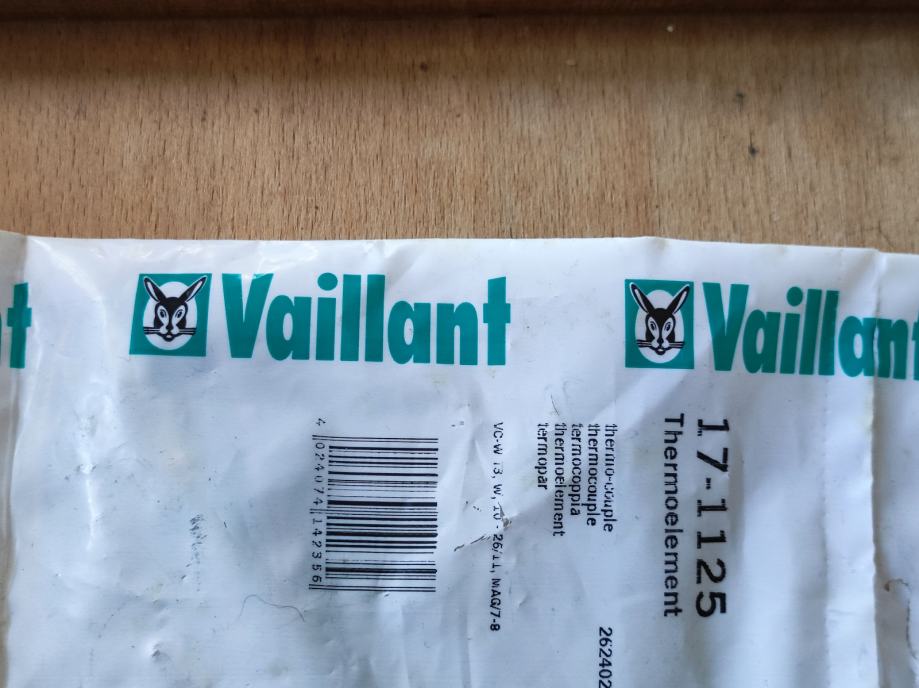 Vaillant
Vaillant
17-1125
Thermoelement
thermo-couple
thermocouple
termocoppia
thermoelement
termopar
262402
VC-W 13, W, 10 - 26/11, MAG/7-8
4 024074 142356